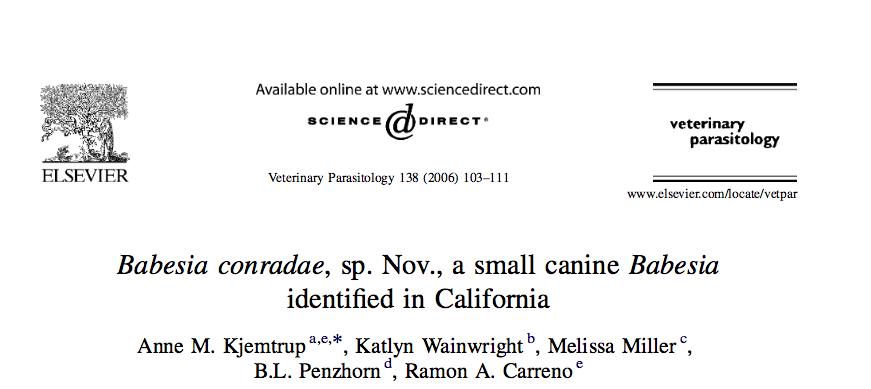 Available online at www.sciencedirect.com
SCIENCE DIRECT®
ELSEVIER
Veterinary Parasitology 138 (2006) 103–111
veterinary
parasitology
www.elsevier.com/locate/vetpar
Babesia conradae, sp. Nov., a small canine Babesia
identified in California
Anne M. Kjemtrup a,e,*, Katlyn Wainwright b, Melissa Miller c,
B.L. Penzhorn d, Ramon A. Carreno e